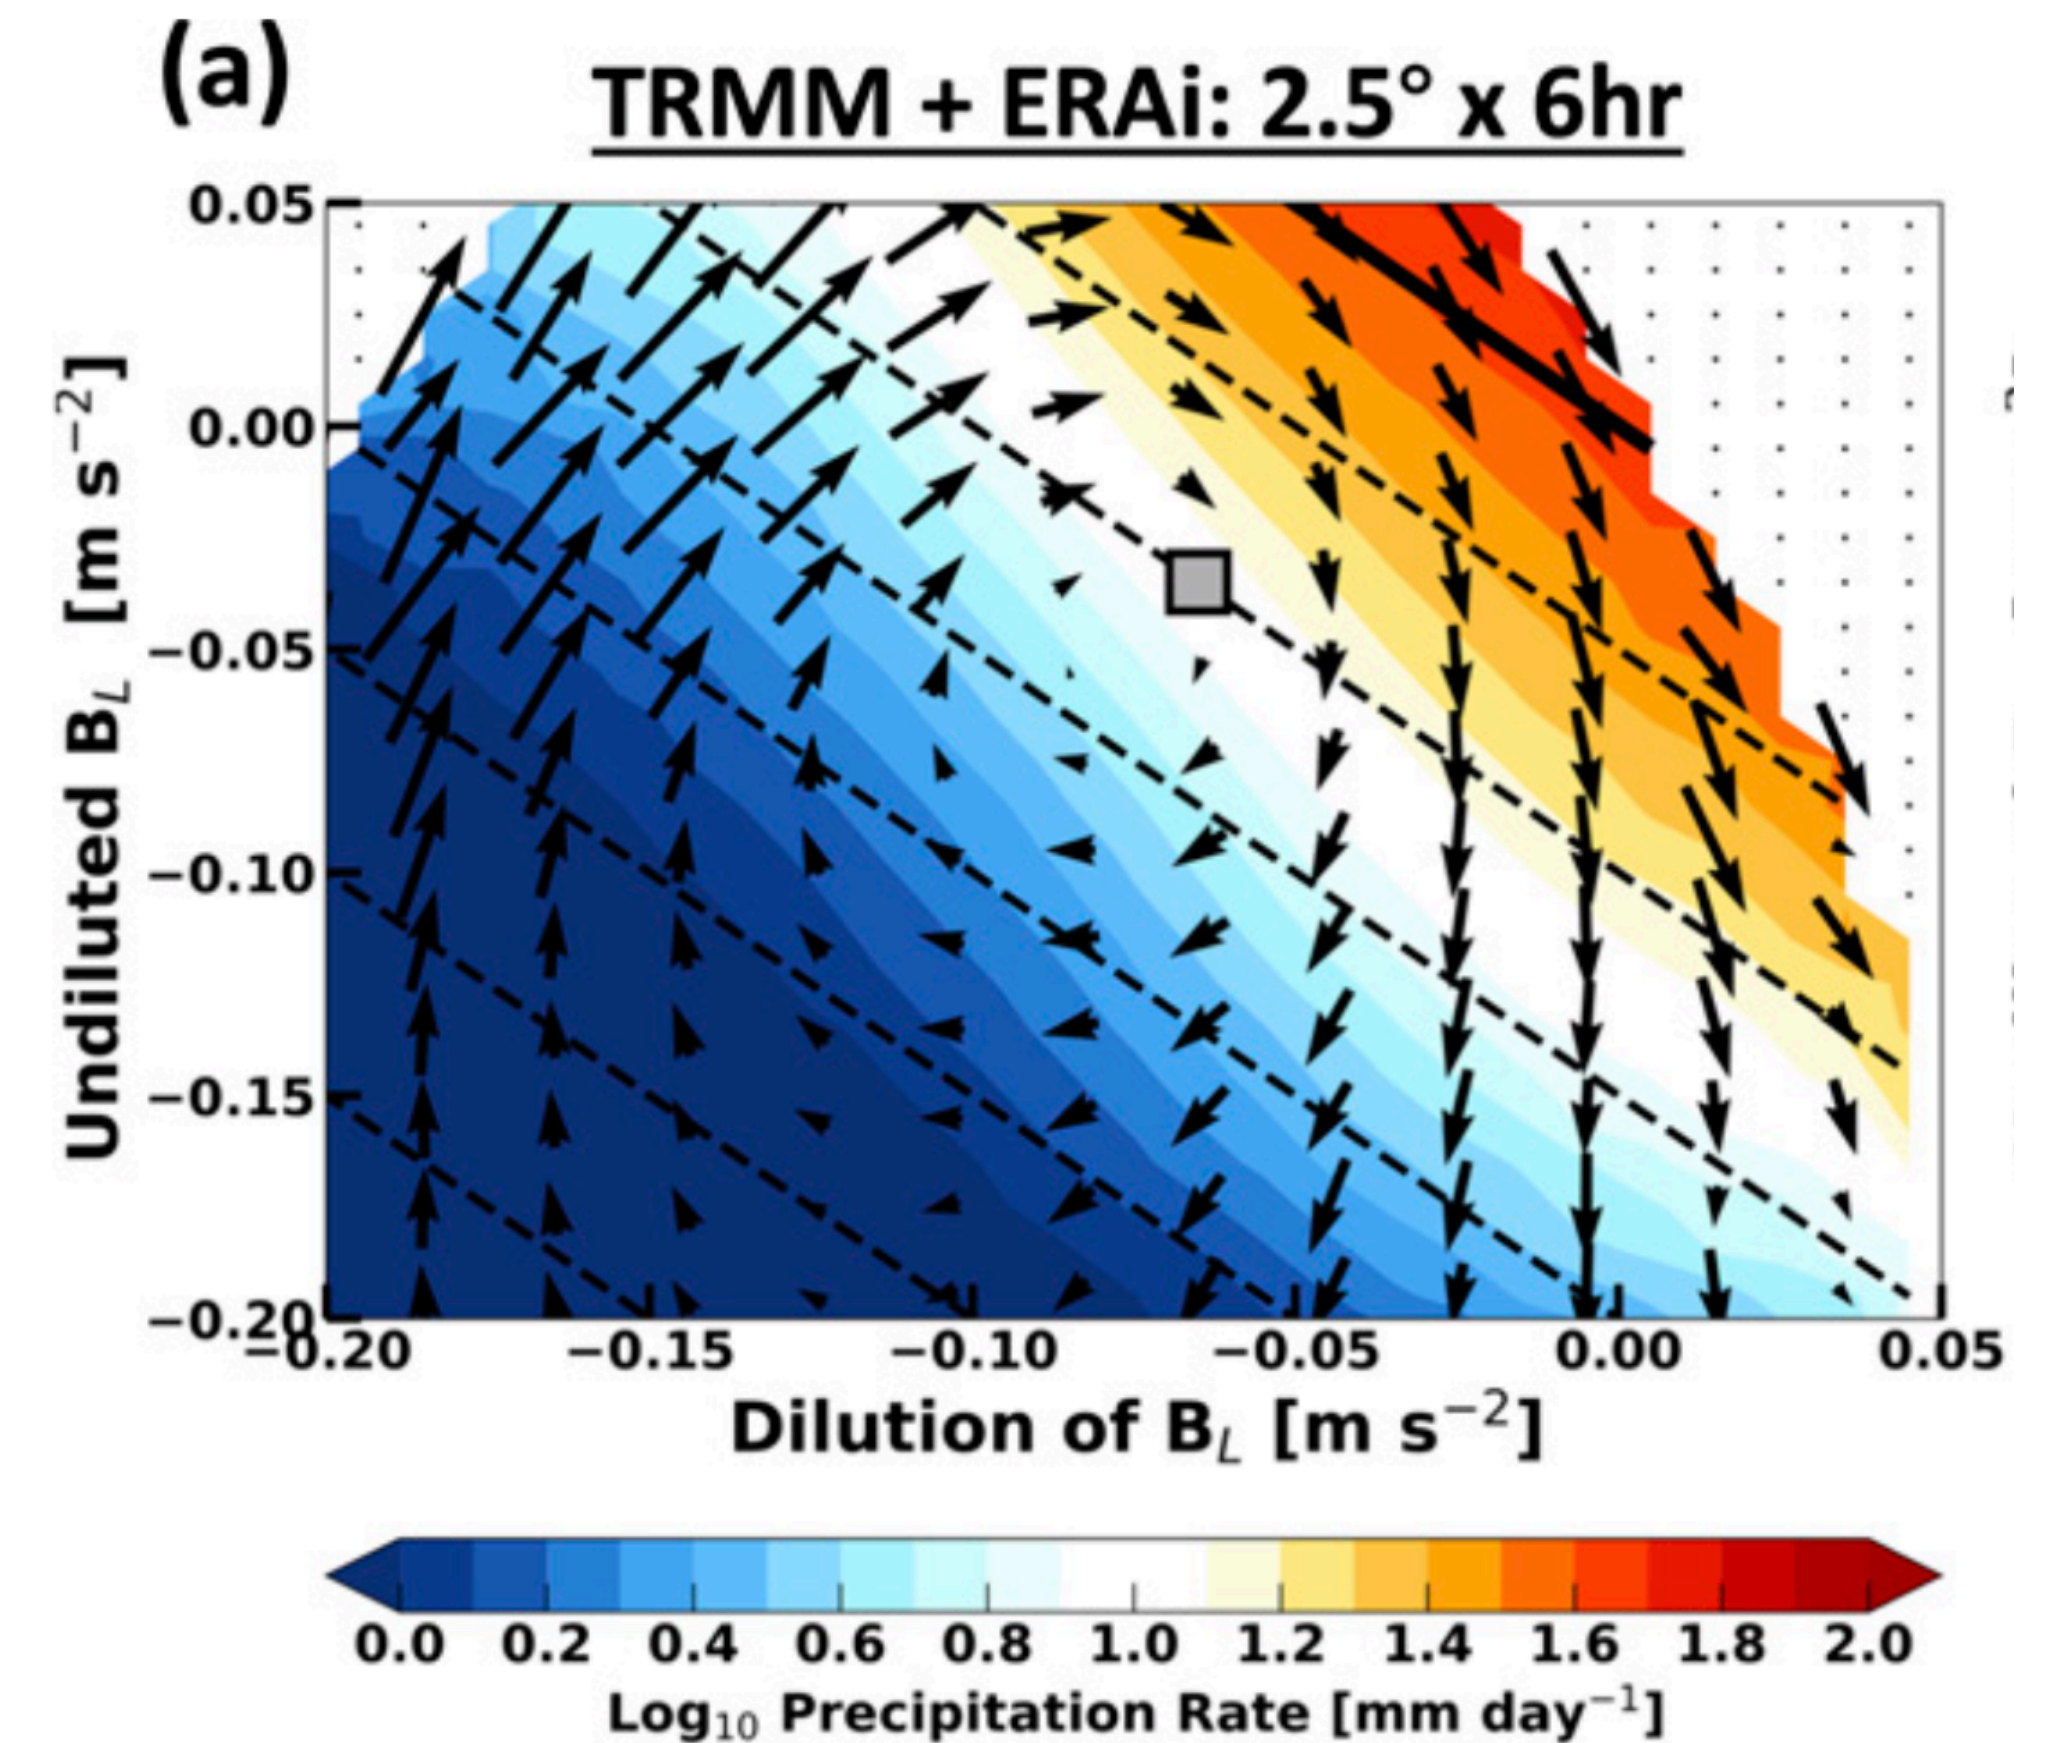 (a)
TRMM + ERAi: 2.5° x 6hr
0.05
0.00
−0.05
−0.10
−0.15
−0.20
Undiluted B_L [m s⁻²]
−0.20 −0.15 −0.10 −0.05 0.00 0.05
Dilution of B_L [m s⁻²]
0.0 0.2 0.4 0.6 0.8 1.0 1.2 1.4 1.6 1.8 2.0
Log₁₀ Precipitation Rate [mm day⁻¹]